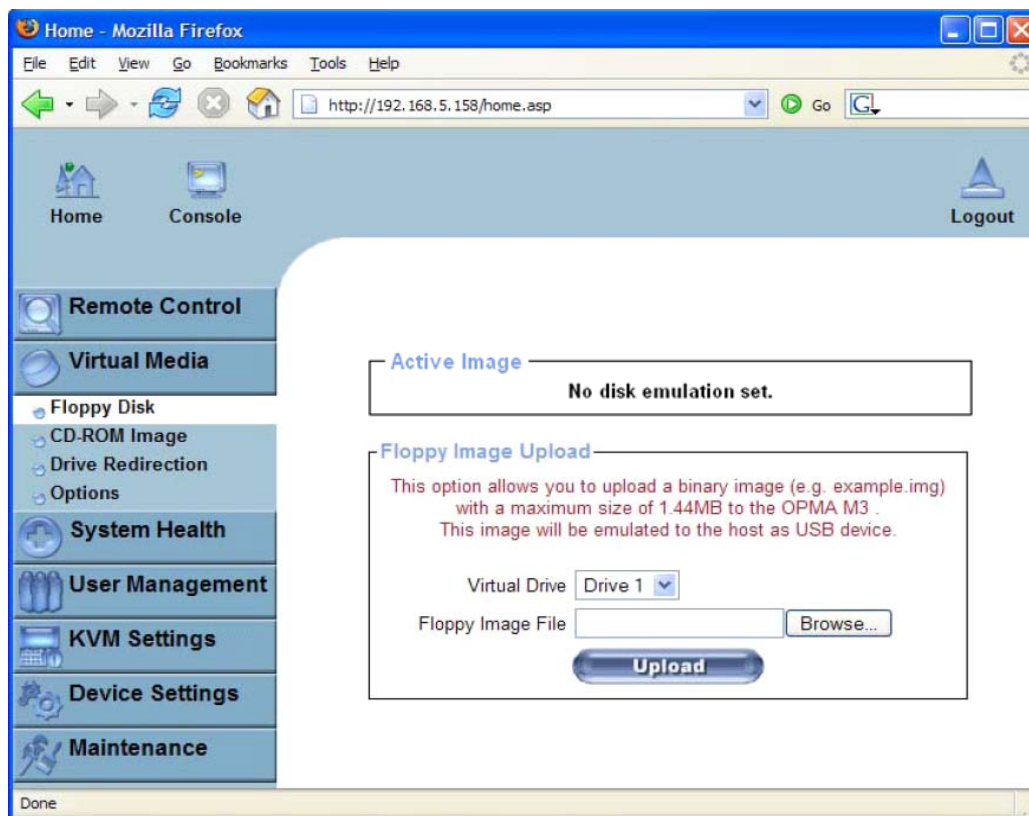 Home - Mozilla Firefox
File Edit View Go Bookmarks Tools Help
http://192.168.5.158/home.asp Go G
Home Console Logout
Remote Control
Virtual Media
Floppy Disk
CD-ROM Image
Drive Redirection
Options
System Health
User Management
KVM Settings
Device Settings
Maintenance
Active Image
No disk emulation set.
Floppy Image Upload
This option allows you to upload a binary image (e.g. example.img)
with a maximum size of 1.44MB to the OPMA M3 .
This image will be emulated to the host as USB device.
Virtual Drive Drive 1
Floppy Image File Browse...
Upload
Done